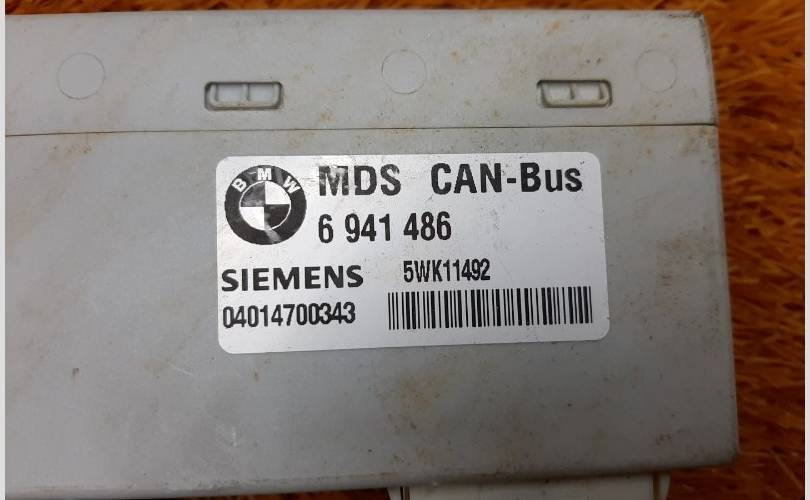 BMW
MDS CAN-Bus
6 941 486
SIEMENS 5WK11492
04014700343